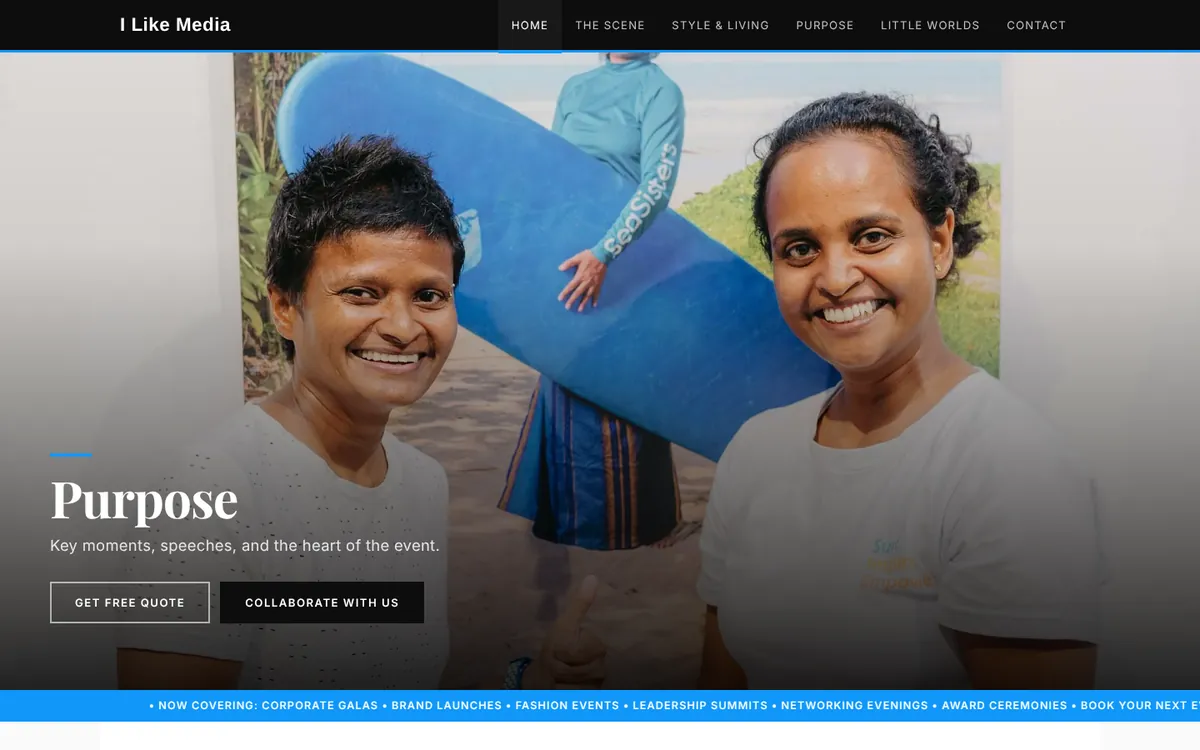 I Like Media
HOME THE SCENE STYLE & LIVING PURPOSE LITTLE WORLDS CONTACT
SeaSisters
Purpose
Key moments, speeches, and the heart of the event.
GET FREE QUOTE COLLABORATE WITH US
• NOW COVERING: CORPORATE GALAS • BRAND LAUNCHES • FASHION EVENTS • LEADERSHIP SUMMITS • NETWORKING EVENINGS • AWARD CEREMONIES • BOOK YOUR NEXT